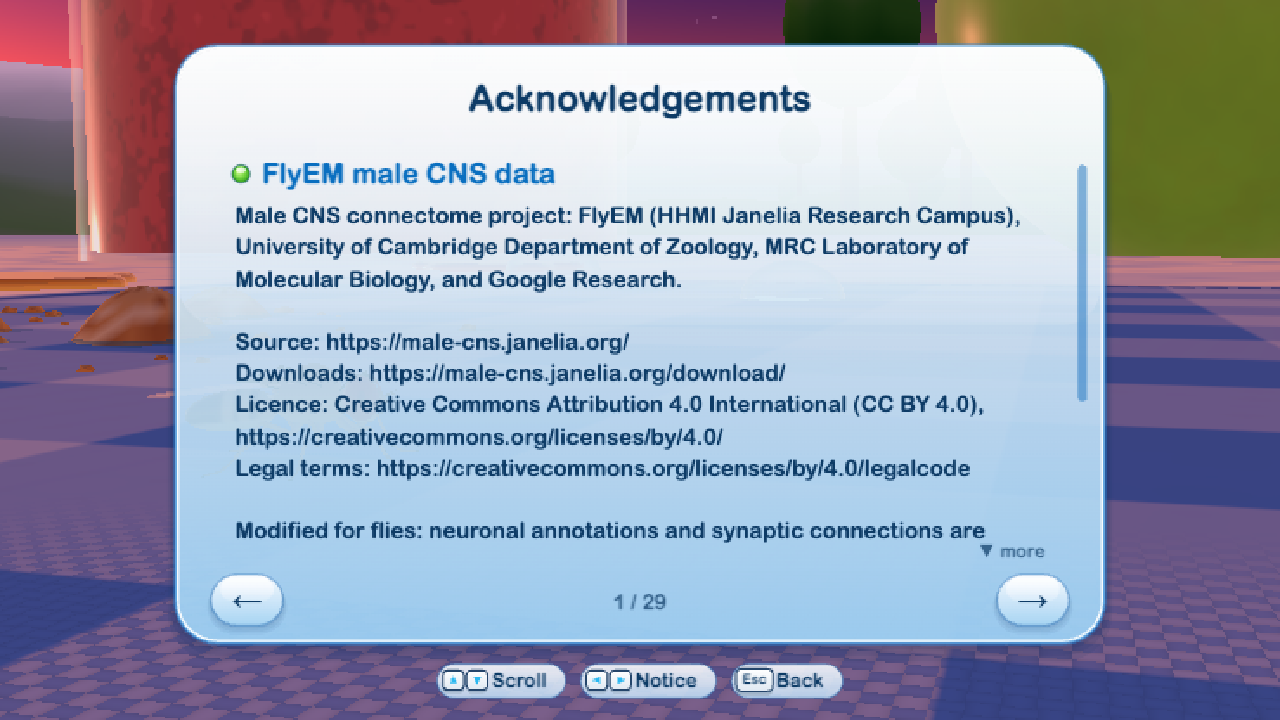 Acknowledgements
FlyEM male CNS data
Male CNS connectome project: FlyEM (HHMI Janelia Research Campus),
University of Cambridge Department of Zoology, MRC Laboratory of
Molecular Biology, and Google Research.
Source: https://male-cns.janelia.org/
Downloads: https://male-cns.janelia.org/download/
Licence: Creative Commons Attribution 4.0 International (CC BY 4.0),
https://creativecommons.org/licenses/by/4.0/
Legal terms: https://creativecommons.org/licenses/by/4.0/legalcode
Modified for flies: neuronal annotations and synaptic connections are
▼ more
← 1 / 29 →
▲ ▼ Scroll ◄ ► Notice Esc Back